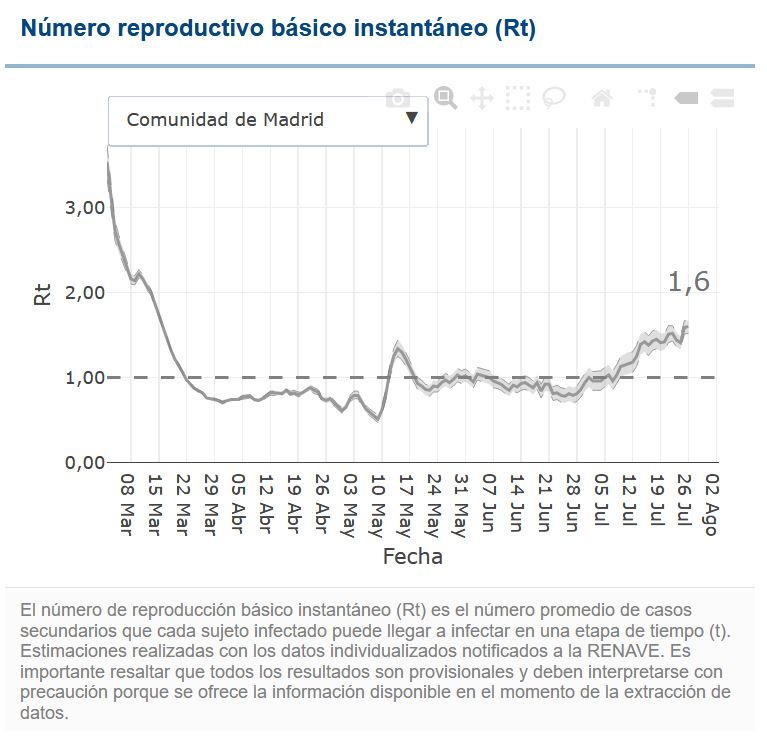 Número reproductivo básico instantáneo (Rt)
Comunidad de Madrid
1,6
Rt
3,00
2,00
1,00
0,00
08 Mar
15 Mar
22 Mar
29 Mar
05 Abr
12 Abr
19 Abr
26 Abr
03 May
10 May
17 May
24 May
31 May
07 Jun
14 Jun
21 Jun
28 Jun
05 Jul
12 Jul
19 Jul
26 Jul
02 Ago
Fecha
El número de reproducción básico instantáneo (Rt) es el número promedio de casos
secundarios que cada sujeto infectado puede llegar a infectar en una etapa de tiempo (t).
Estimaciones realizadas con los datos individualizados notificados a la RENAVE. Es
importante resaltar que todos los resultados son provisionales y deben interpretarse con
precaución porque se ofrece la información disponible en el momento de la extracción de
datos.